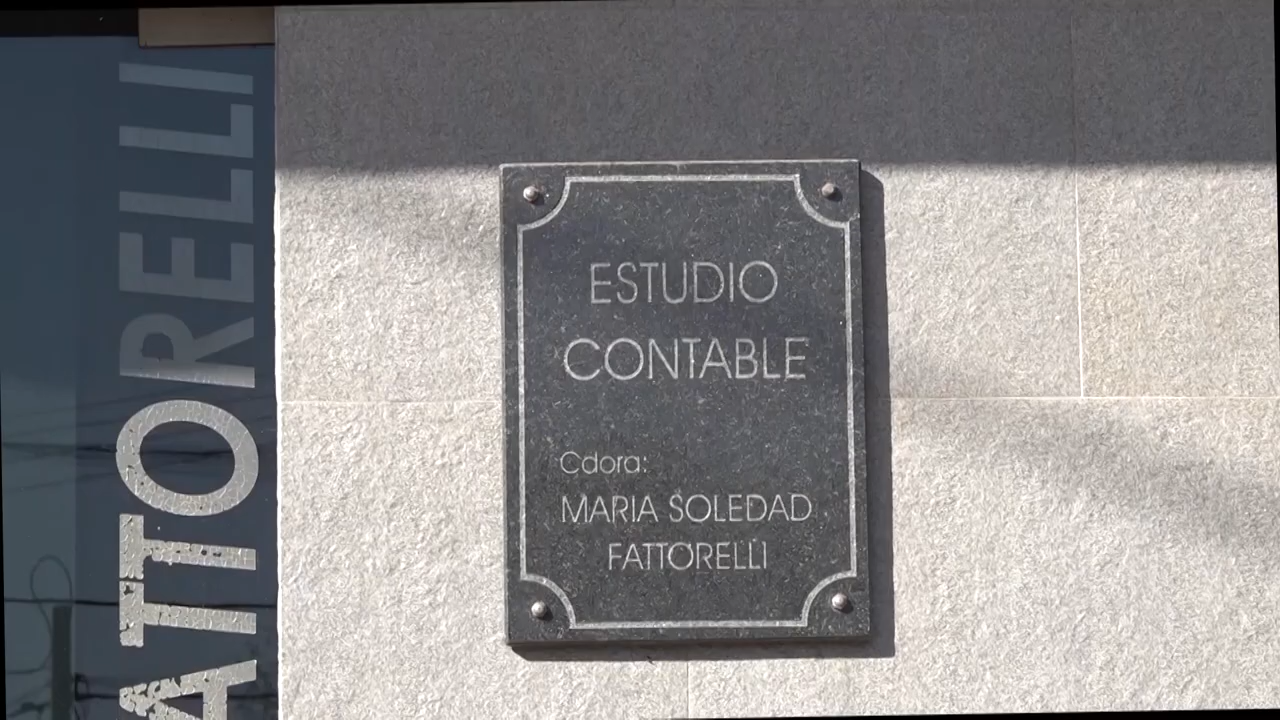 ESTUDIO
CONTABLE
Cdora:
MARIA SOLEDAD
FATTORELLI
ATTORELLI